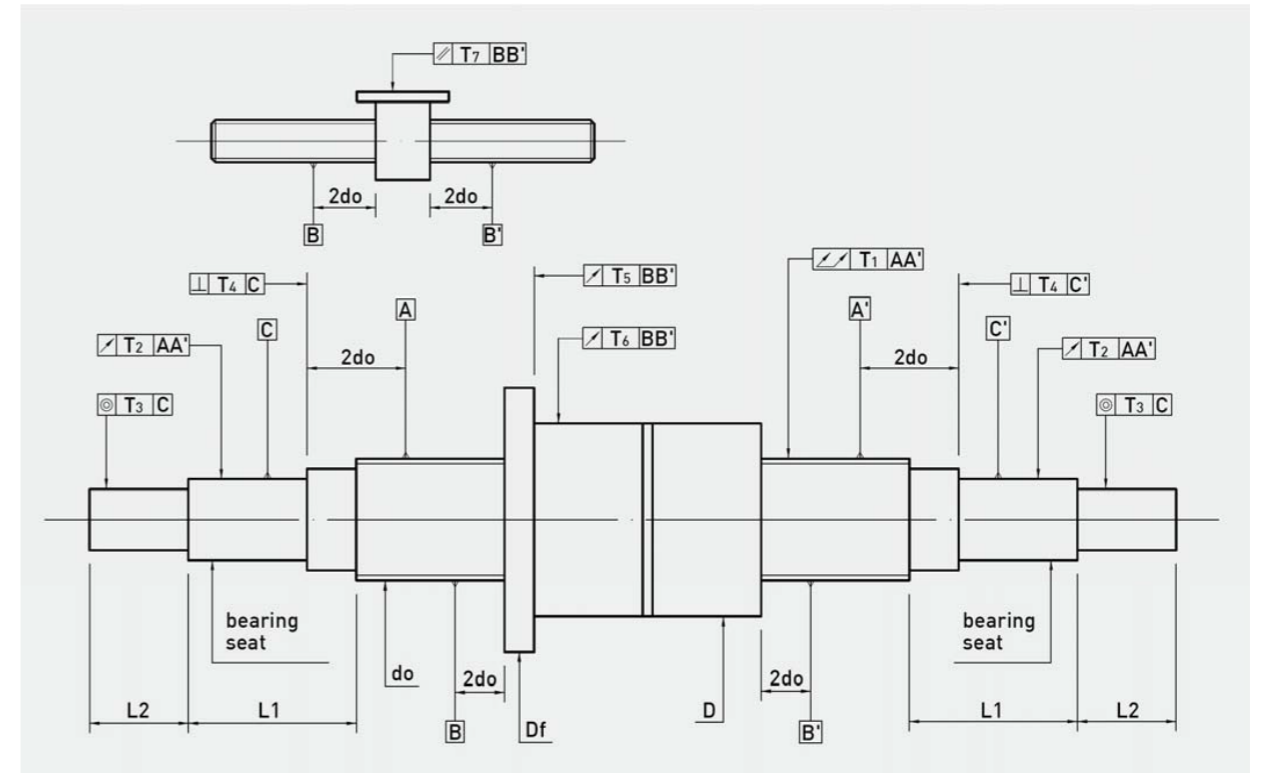 ⫽ T7 BB'
2do 2do
B B'
⊥ T4 C
↗ T5 BB'
⌰ T1 AA'
⊥ T4 C'
A
A'
C
C'
↗ T2 AA'
↗ T6 BB'
↗ T2 AA'
2do
2do
◎ T3 C
◎ T3 C
bearing
seat
bearing
seat
do
2do
2do
L2
L1
B
Df
D
B'
L1
L2